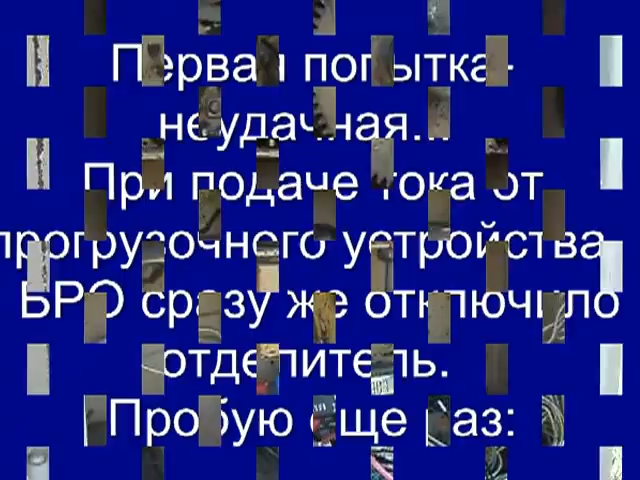 Первая попытка-
неудачная...
При подаче тока от
прогрузочного устройства
БРО сразу же отключило
отделитель.
Пробую еще раз: